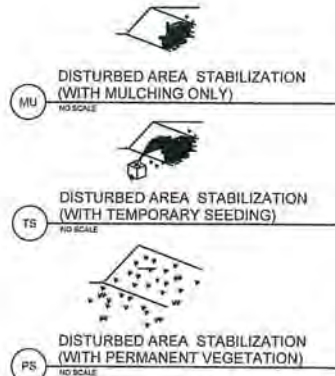 DISTURBED AREA STABILIZATION
(WITH MULCHING ONLY)
MU
NO SCALE
DISTURBED AREA STABILIZATION
(WITH TEMPORARY SEEDING)
TS
NO SCALE
DISTURBED AREA STABILIZATION
(WITH PERMANENT VEGETATION)
PS
NO SCALE